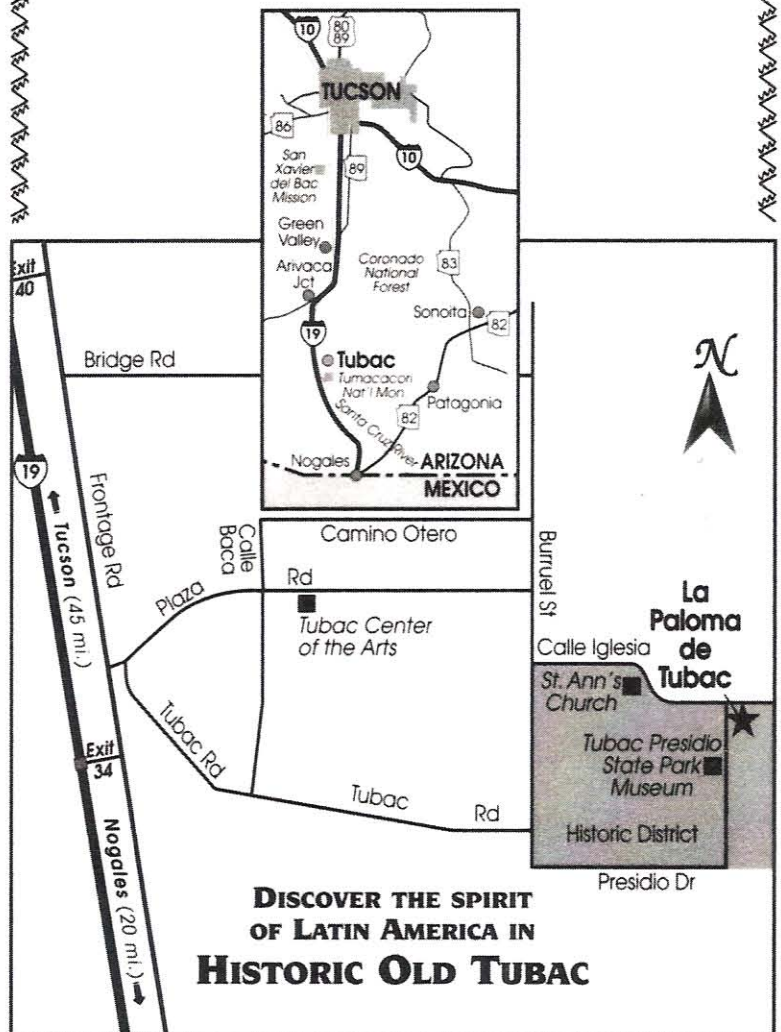 10
80
89
TUCSON
86
10
San
Xavier
del Bac
Mission
89
Green
Valley
Arivaca
Jct
Coronado
National
Forest
83
Sonoita
82
19
Tubac
Tumacacori
Nat'l Mon
Santa Cruz River
Patagonia
82
Nogales
ARIZONA
MEXICO
Exit
40
Bridge Rd
19
Frontage Rd
Tucson (45 mi.)
N
Calle
Baca
Camino Otero
Burruel St
Plaza
Rd
Tubac Center
of the Arts
La
Paloma
de
Tubac
Calle Iglesia
St. Ann's
Church
Tubac Rd
Exit
34
Tubac Presidio
State Park
Museum
Tubac
Rd
Historic District
Nogales (20 mi.)
Presidio Dr
DISCOVER THE SPIRIT
OF LATIN AMERICA IN
HISTORIC OLD TUBAC